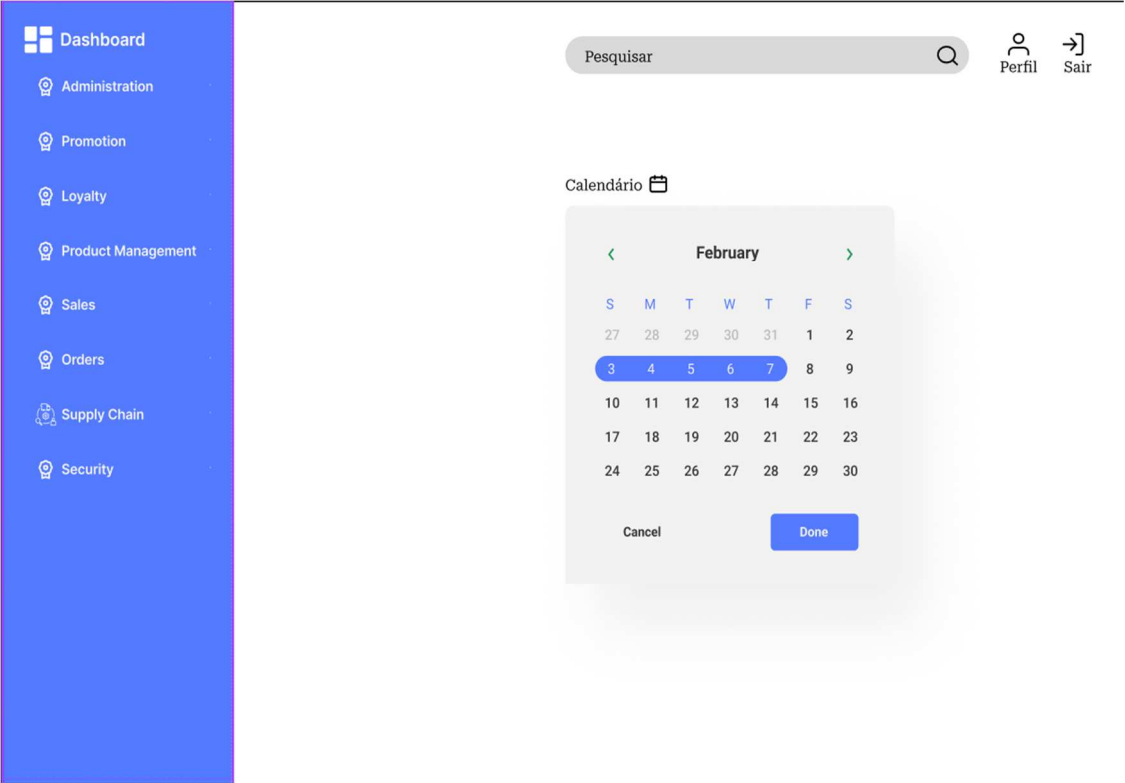 Dashboard
Administration
Promotion
Loyalty
Product Management
Sales
Orders
Supply Chain
Security
Pesquisar
Perfil
Sair
Calendário
February
S M T W T F S
27 28 29 30 31 1 2
3 4 5 6 7 8 9
10 11 12 13 14 15 16
17 18 19 20 21 22 23
24 25 26 27 28 29 30
Cancel Done